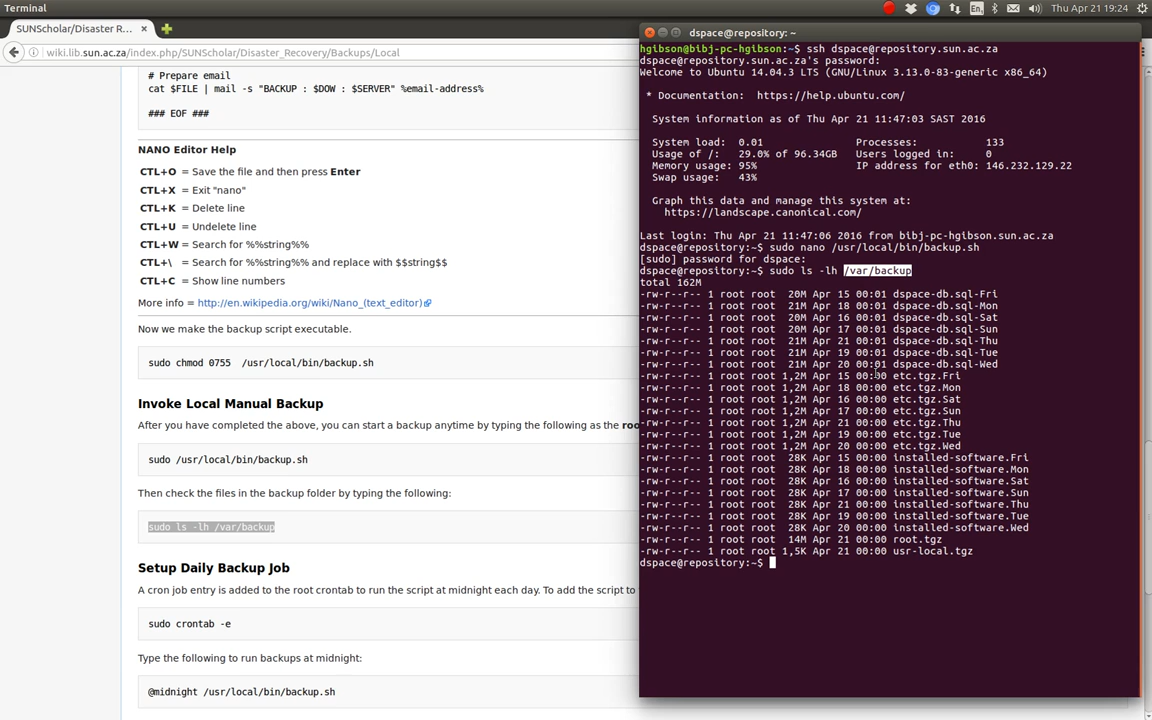 Terminal
En
Thu Apr 21 19:24
SUNScholar/Disaster R...
wiki.lib.sun.ac.za/index.php/SUNScholar/Disaster_Recovery/Backups/Local
# Prepare email
cat $FILE | mail -s "BACKUP : $DOW : $SERVER" %email-address%
### EOF ###
NANO Editor Help
CTL+O = Save the file and then press Enter
CTL+X = Exit "nano"
CTL+K = Delete line
CTL+U = Undelete line
CTL+W = Search for %%string%%
CTL+\ = Search for %%string%% and replace with $$string$$
CTL+C = Show line numbers
More info = http://en.wikipedia.org/wiki/Nano_(text_editor)
Now we make the backup script executable.
sudo chmod 0755  /usr/local/bin/backup.sh
Invoke Local Manual Backup
After you have completed the above, you can start a backup anytime by typing the following as the roo
sudo /usr/local/bin/backup.sh
Then check the files in the backup folder by typing the following:
sudo ls -lh /var/backup
Setup Daily Backup Job
A cron job entry is added to the root crontab to run the script at midnight each day. To add the script to
sudo crontab -e
Type the following to run backups at midnight:
@midnight /usr/local/bin/backup.sh
dspace@repository: ~
hgibson@bibj-pc-hgibson:~$ ssh dspace@repository.sun.ac.za
dspace@repository.sun.ac.za's password:
Welcome to Ubuntu 14.04.3 LTS (GNU/Linux 3.13.0-83-generic x86_64)
* Documentation:  https://help.ubuntu.com/
System information as of Thu Apr 21 11:47:03 SAST 2016
System load:  0.01 Processes: 133
Usage of /: 29.0% of 96.34GB Users logged in: 0
Memory usage: 95% IP address for eth0: 146.232.129.22
Swap usage: 43%
Graph this data and manage this system at:
https://landscape.canonical.com/
Last login: Thu Apr 21 11:47:06 2016 from bibj-pc-hgibson.sun.ac.za
dspace@repository:~$ sudo nano /usr/local/bin/backup.sh
[sudo] password for dspace:
dspace@repository:~$ sudo ls -lh /var/backup
total 162M
-rw-r--r-- 1 root root  20M Apr 15 00:01 dspace-db.sql-Fri
-rw-r--r-- 1 root root  21M Apr 18 00:01 dspace-db.sql-Mon
-rw-r--r-- 1 root root  20M Apr 16 00:01 dspace-db.sql-Sat
-rw-r--r-- 1 root root  20M Apr 17 00:01 dspace-db.sql-Sun
-rw-r--r-- 1 root root  21M Apr 21 00:01 dspace-db.sql-Thu
-rw-r--r-- 1 root root  21M Apr 19 00:01 dspace-db.sql-Tue
-rw-r--r-- 1 root root  21M Apr 20 00:01 dspace-db.sql-Wed
-rw-r--r-- 1 root root 1,2M Apr 15 00:00 etc.tgz.Fri
-rw-r--r-- 1 root root 1,2M Apr 18 00:00 etc.tgz.Mon
-rw-r--r-- 1 root root 1,2M Apr 16 00:00 etc.tgz.Sat
-rw-r--r-- 1 root root 1,2M Apr 17 00:00 etc.tgz.Sun
-rw-r--r-- 1 root root 1,2M Apr 21 00:00 etc.tgz.Thu
-rw-r--r-- 1 root root 1,2M Apr 19 00:00 etc.tgz.Tue
-rw-r--r-- 1 root root 1,2M Apr 20 00:00 etc.tgz.Wed
-rw-r--r-- 1 root root  28K Apr 15 00:00 installed-software.Fri
-rw-r--r-- 1 root root  28K Apr 18 00:00 installed-software.Mon
-rw-r--r-- 1 root root  28K Apr 16 00:00 installed-software.Sat
-rw-r--r-- 1 root root  28K Apr 17 00:00 installed-software.Sun
-rw-r--r-- 1 root root  28K Apr 21 00:00 installed-software.Thu
-rw-r--r-- 1 root root  28K Apr 19 00:00 installed-software.Tue
-rw-r--r-- 1 root root  28K Apr 20 00:00 installed-software.Wed
-rw-r--r-- 1 root root  14M Apr 21 00:00 root.tgz
-rw-r--r-- 1 root root 1,5K Apr 21 00:00 usr-local.tgz
dspace@repository:~$